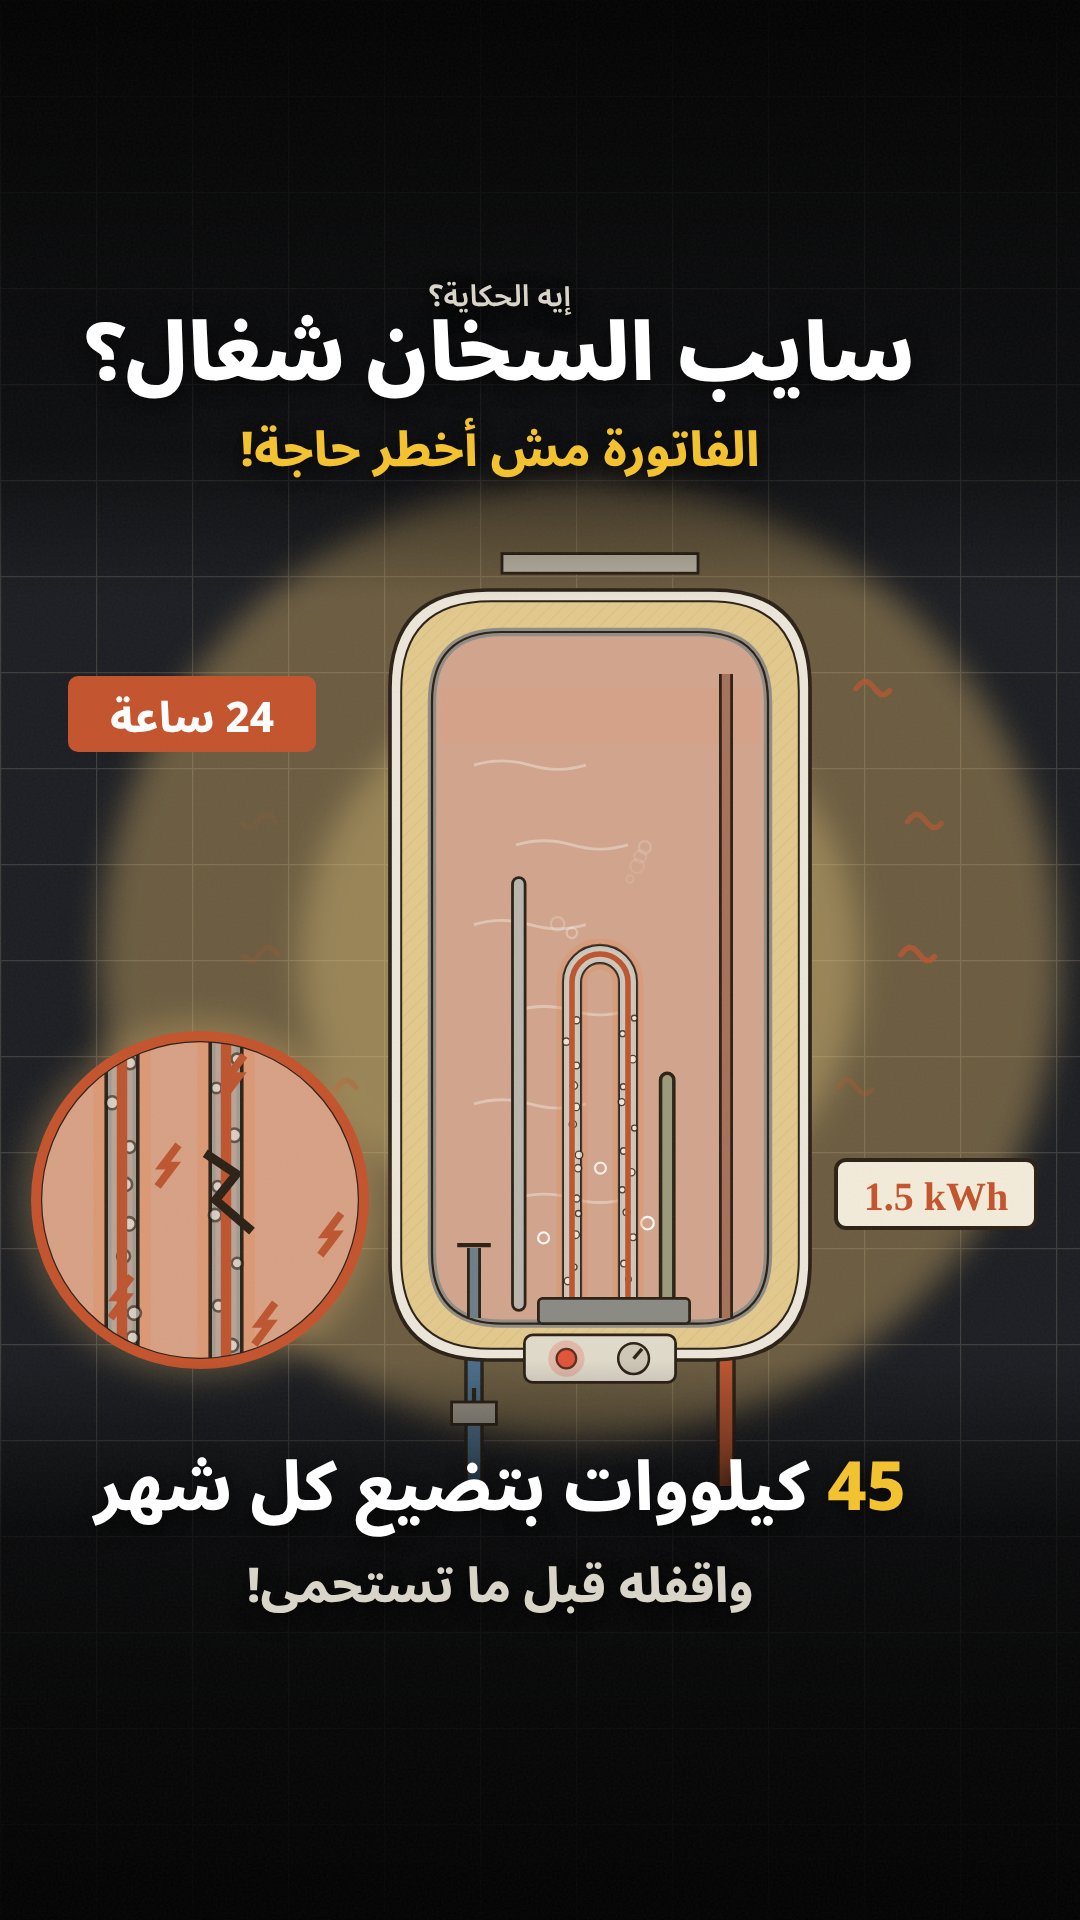 إيه الحكاية؟
سايب السخان شغال؟
الفاتورة مش أخطر حاجة!
24 ساعة
1.5 kWh
45 كيلووات بتضيع كل شهر
واقفله قبل ما تستحمى!